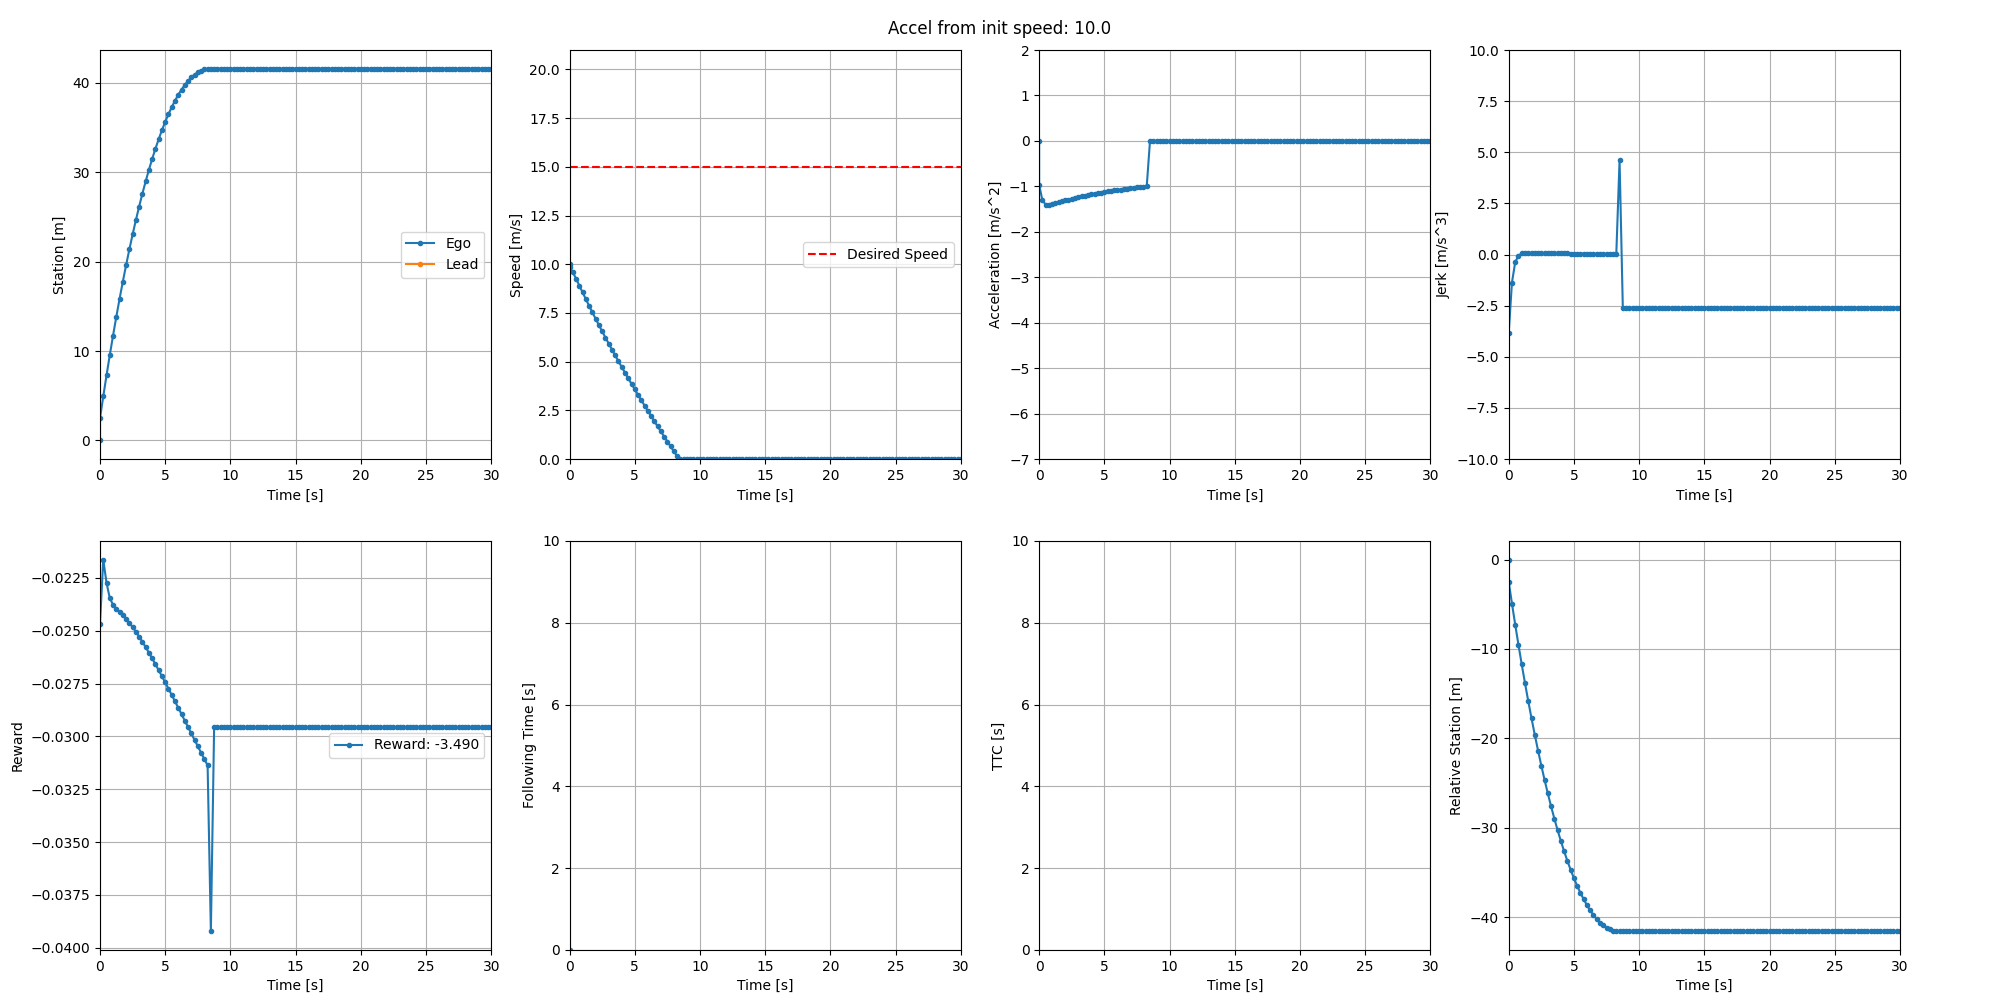 Accel from init speed: 10.0
Station [m]
40
30
20
10
0
Ego
Lead
0 5 10 15 20 25 30
Time [s]
Speed [m/s]
20.0
17.5
15.0
12.5
10.0
7.5
5.0
2.5
0.0
Desired Speed
0 5 10 15 20 25 30
Time [s]
Acceleration [m/s^2]
2
1
0
−1
−2
−3
−4
−5
−6
−7
0 5 10 15 20 25 30
Time [s]
Jerk [m/s^3]
10.0
7.5
5.0
2.5
0.0
−2.5
−5.0
−7.5
−10.0
0 5 10 15 20 25 30
Time [s]
Reward
−0.0225
−0.0250
−0.0275
−0.0300
−0.0325
−0.0350
−0.0375
−0.0400
Reward: -3.490
0 5 10 15 20 25 30
Time [s]
Following Time [s]
10
8
6
4
2
0
0 5 10 15 20 25 30
Time [s]
TTC [s]
10
8
6
4
2
0
0 5 10 15 20 25 30
Time [s]
Relative Station [m]
0
−10
−20
−30
−40
0 5 10 15 20 25 30
Time [s]